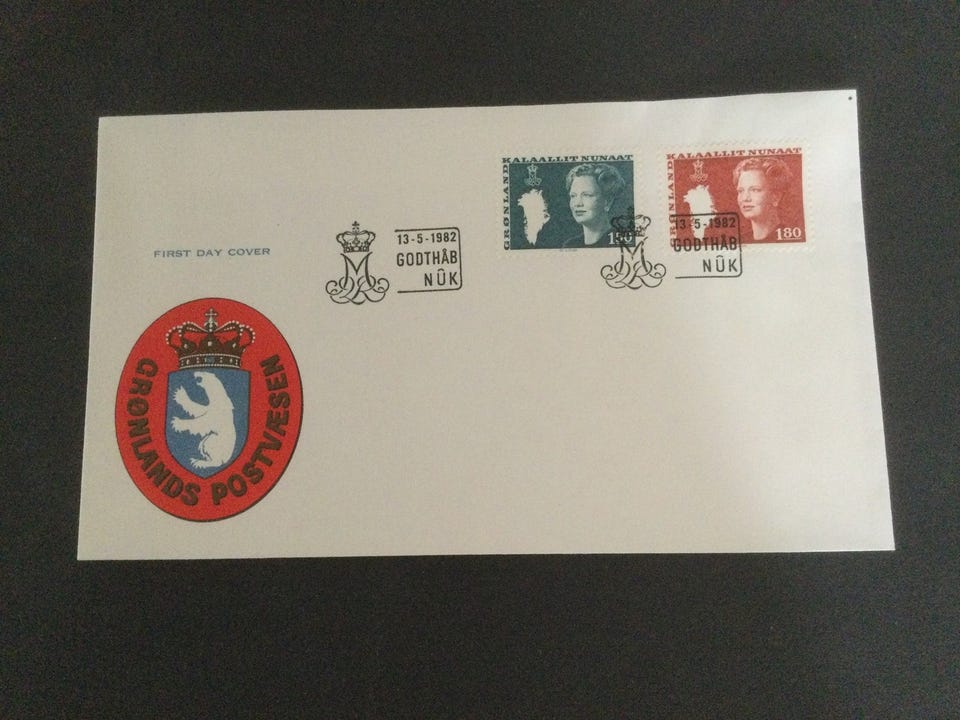 KALAALLIT NUNAAT
GRØNLAND
KALAALLIT NUNAAT
GRØNLAND
180
13-5-1982
GODTHÅB
NÛK
13-5-1982
GODTHÅB
NÛK
FIRST DAY COVER
GRØNLANDS POSTVÆSEN